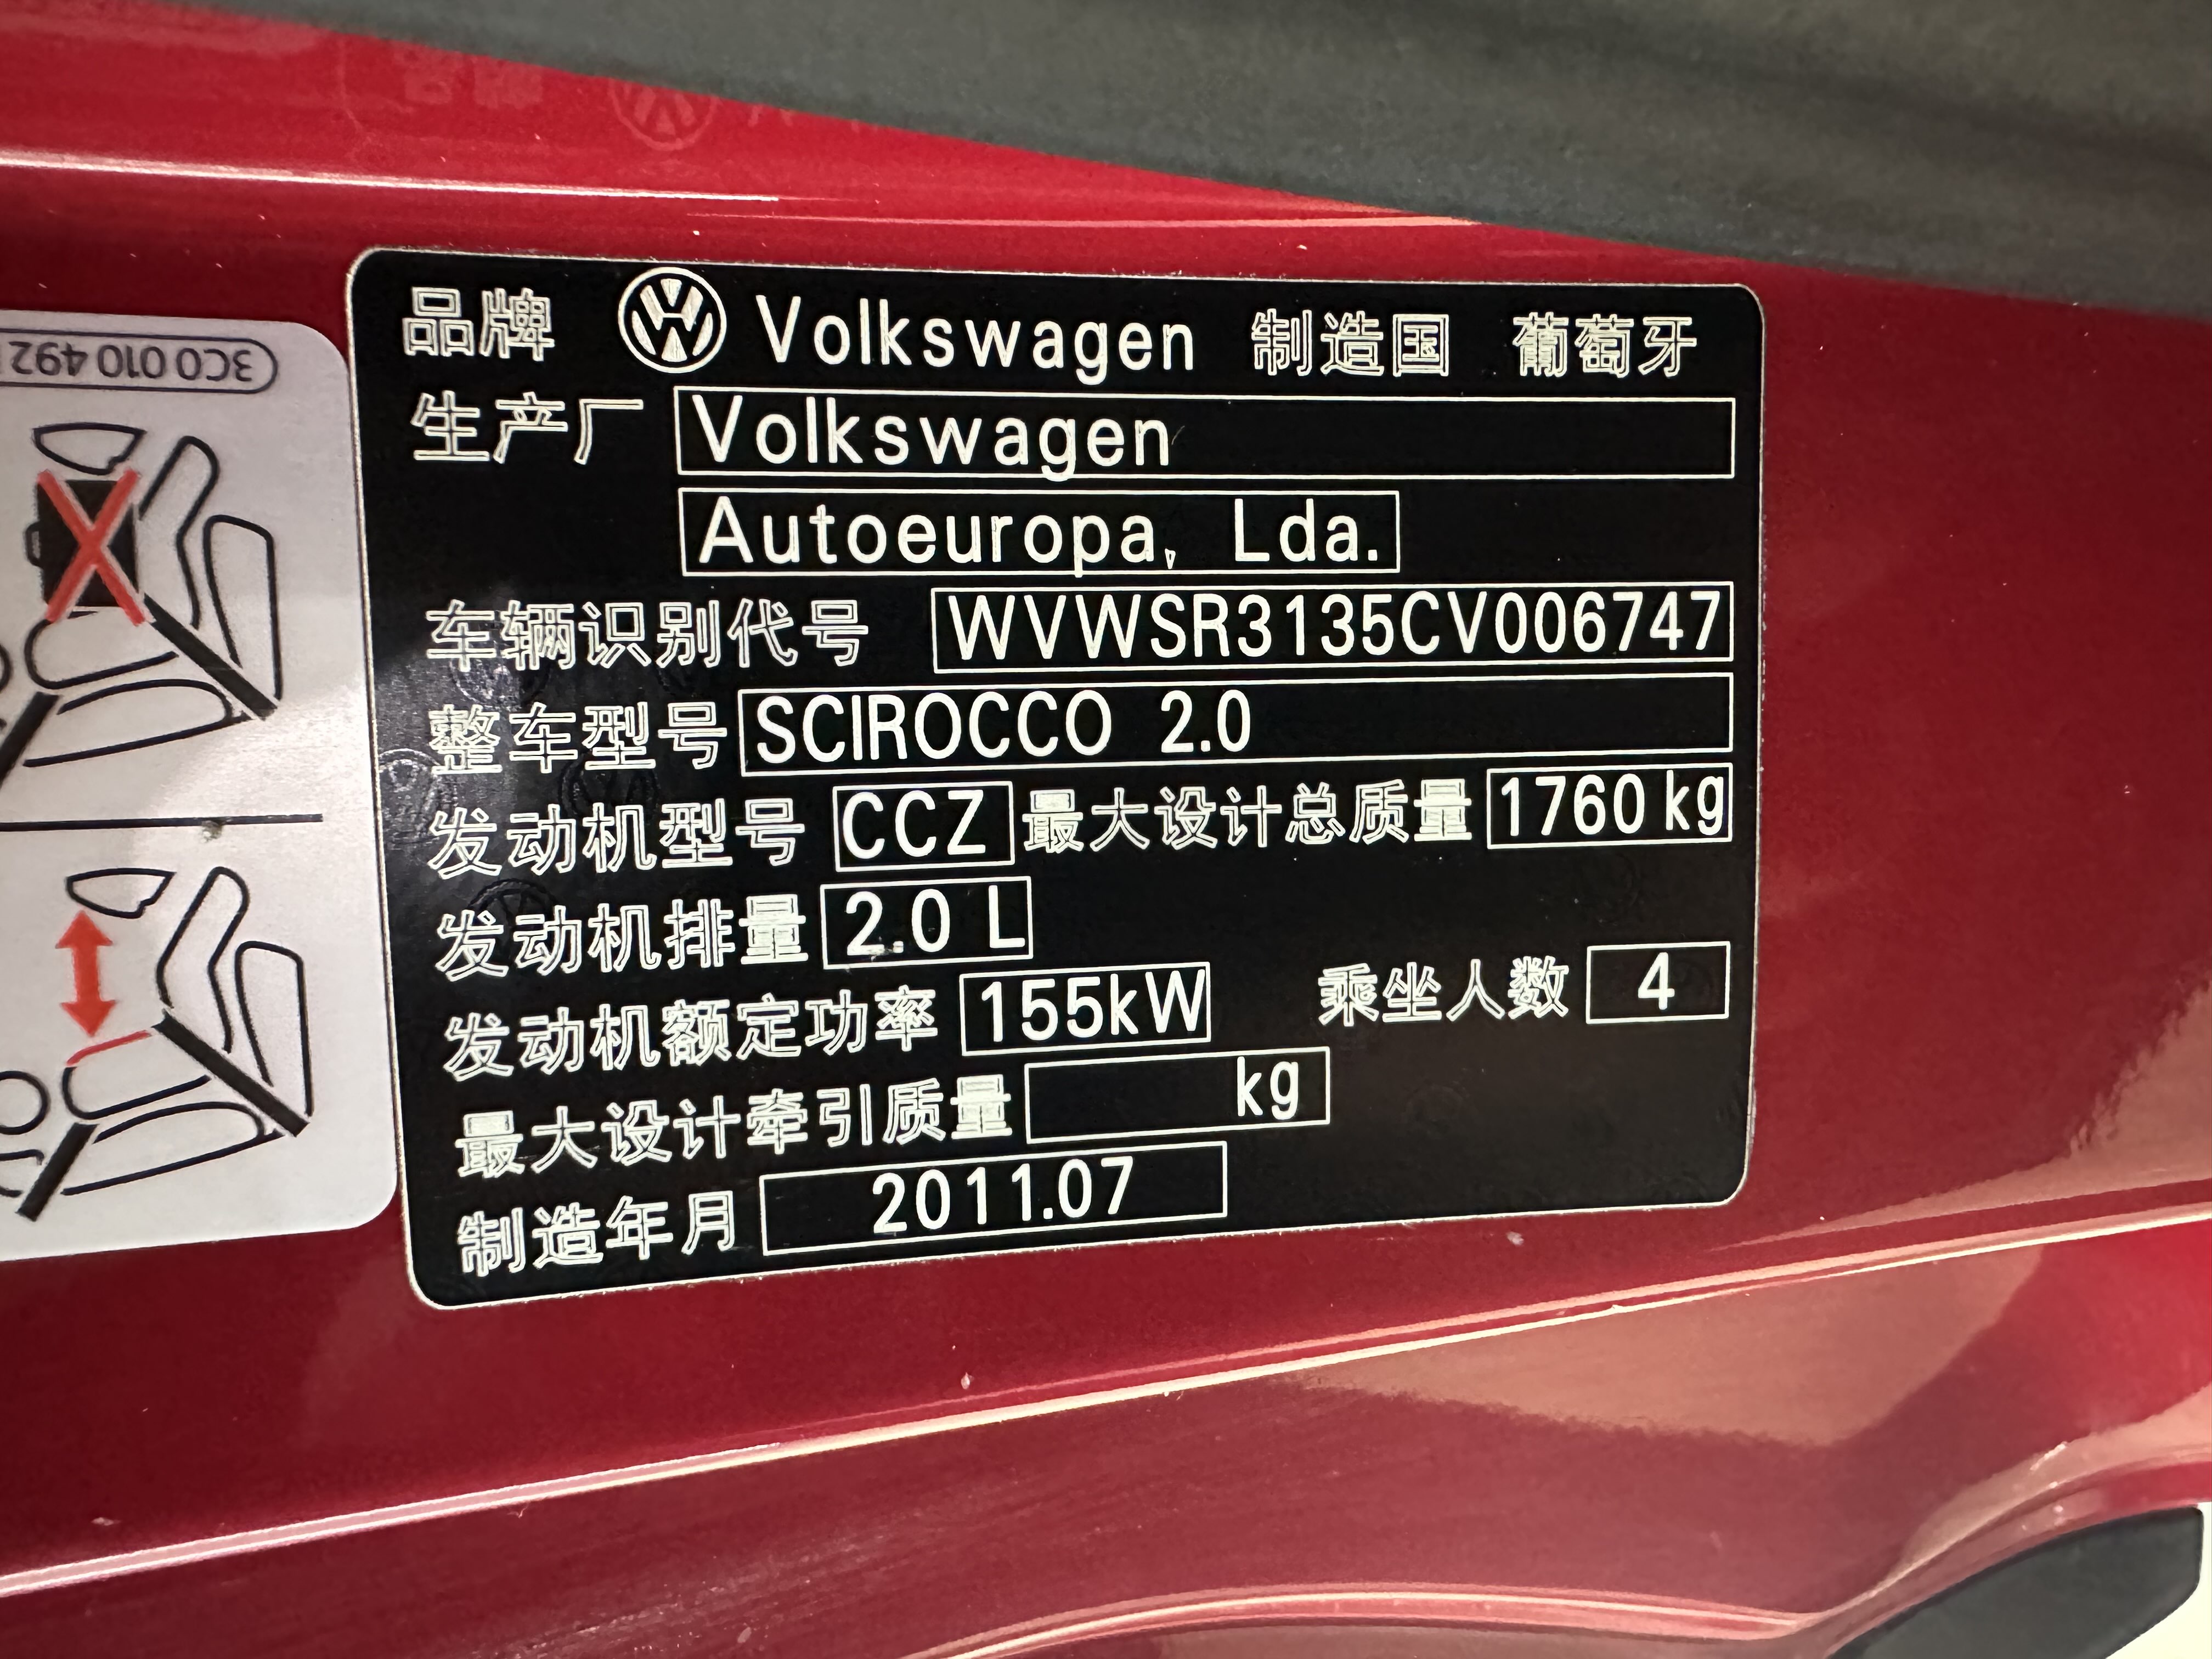 品牌 Volkswagen 制造国 葡萄牙
生产厂 Volkswagen
Autoeuropa, Lda.
车辆识别代号 WVWSR3135CV006747
整车型号 SCIROCCO 2.0
发动机型号 CCZ 最大设计总质量 1760 kg
发动机排量 2.0 L
发动机额定功率 155kW 乘坐人数 4
最大设计牵引质量 kg
制造年月 2011.07
3C0 010 492